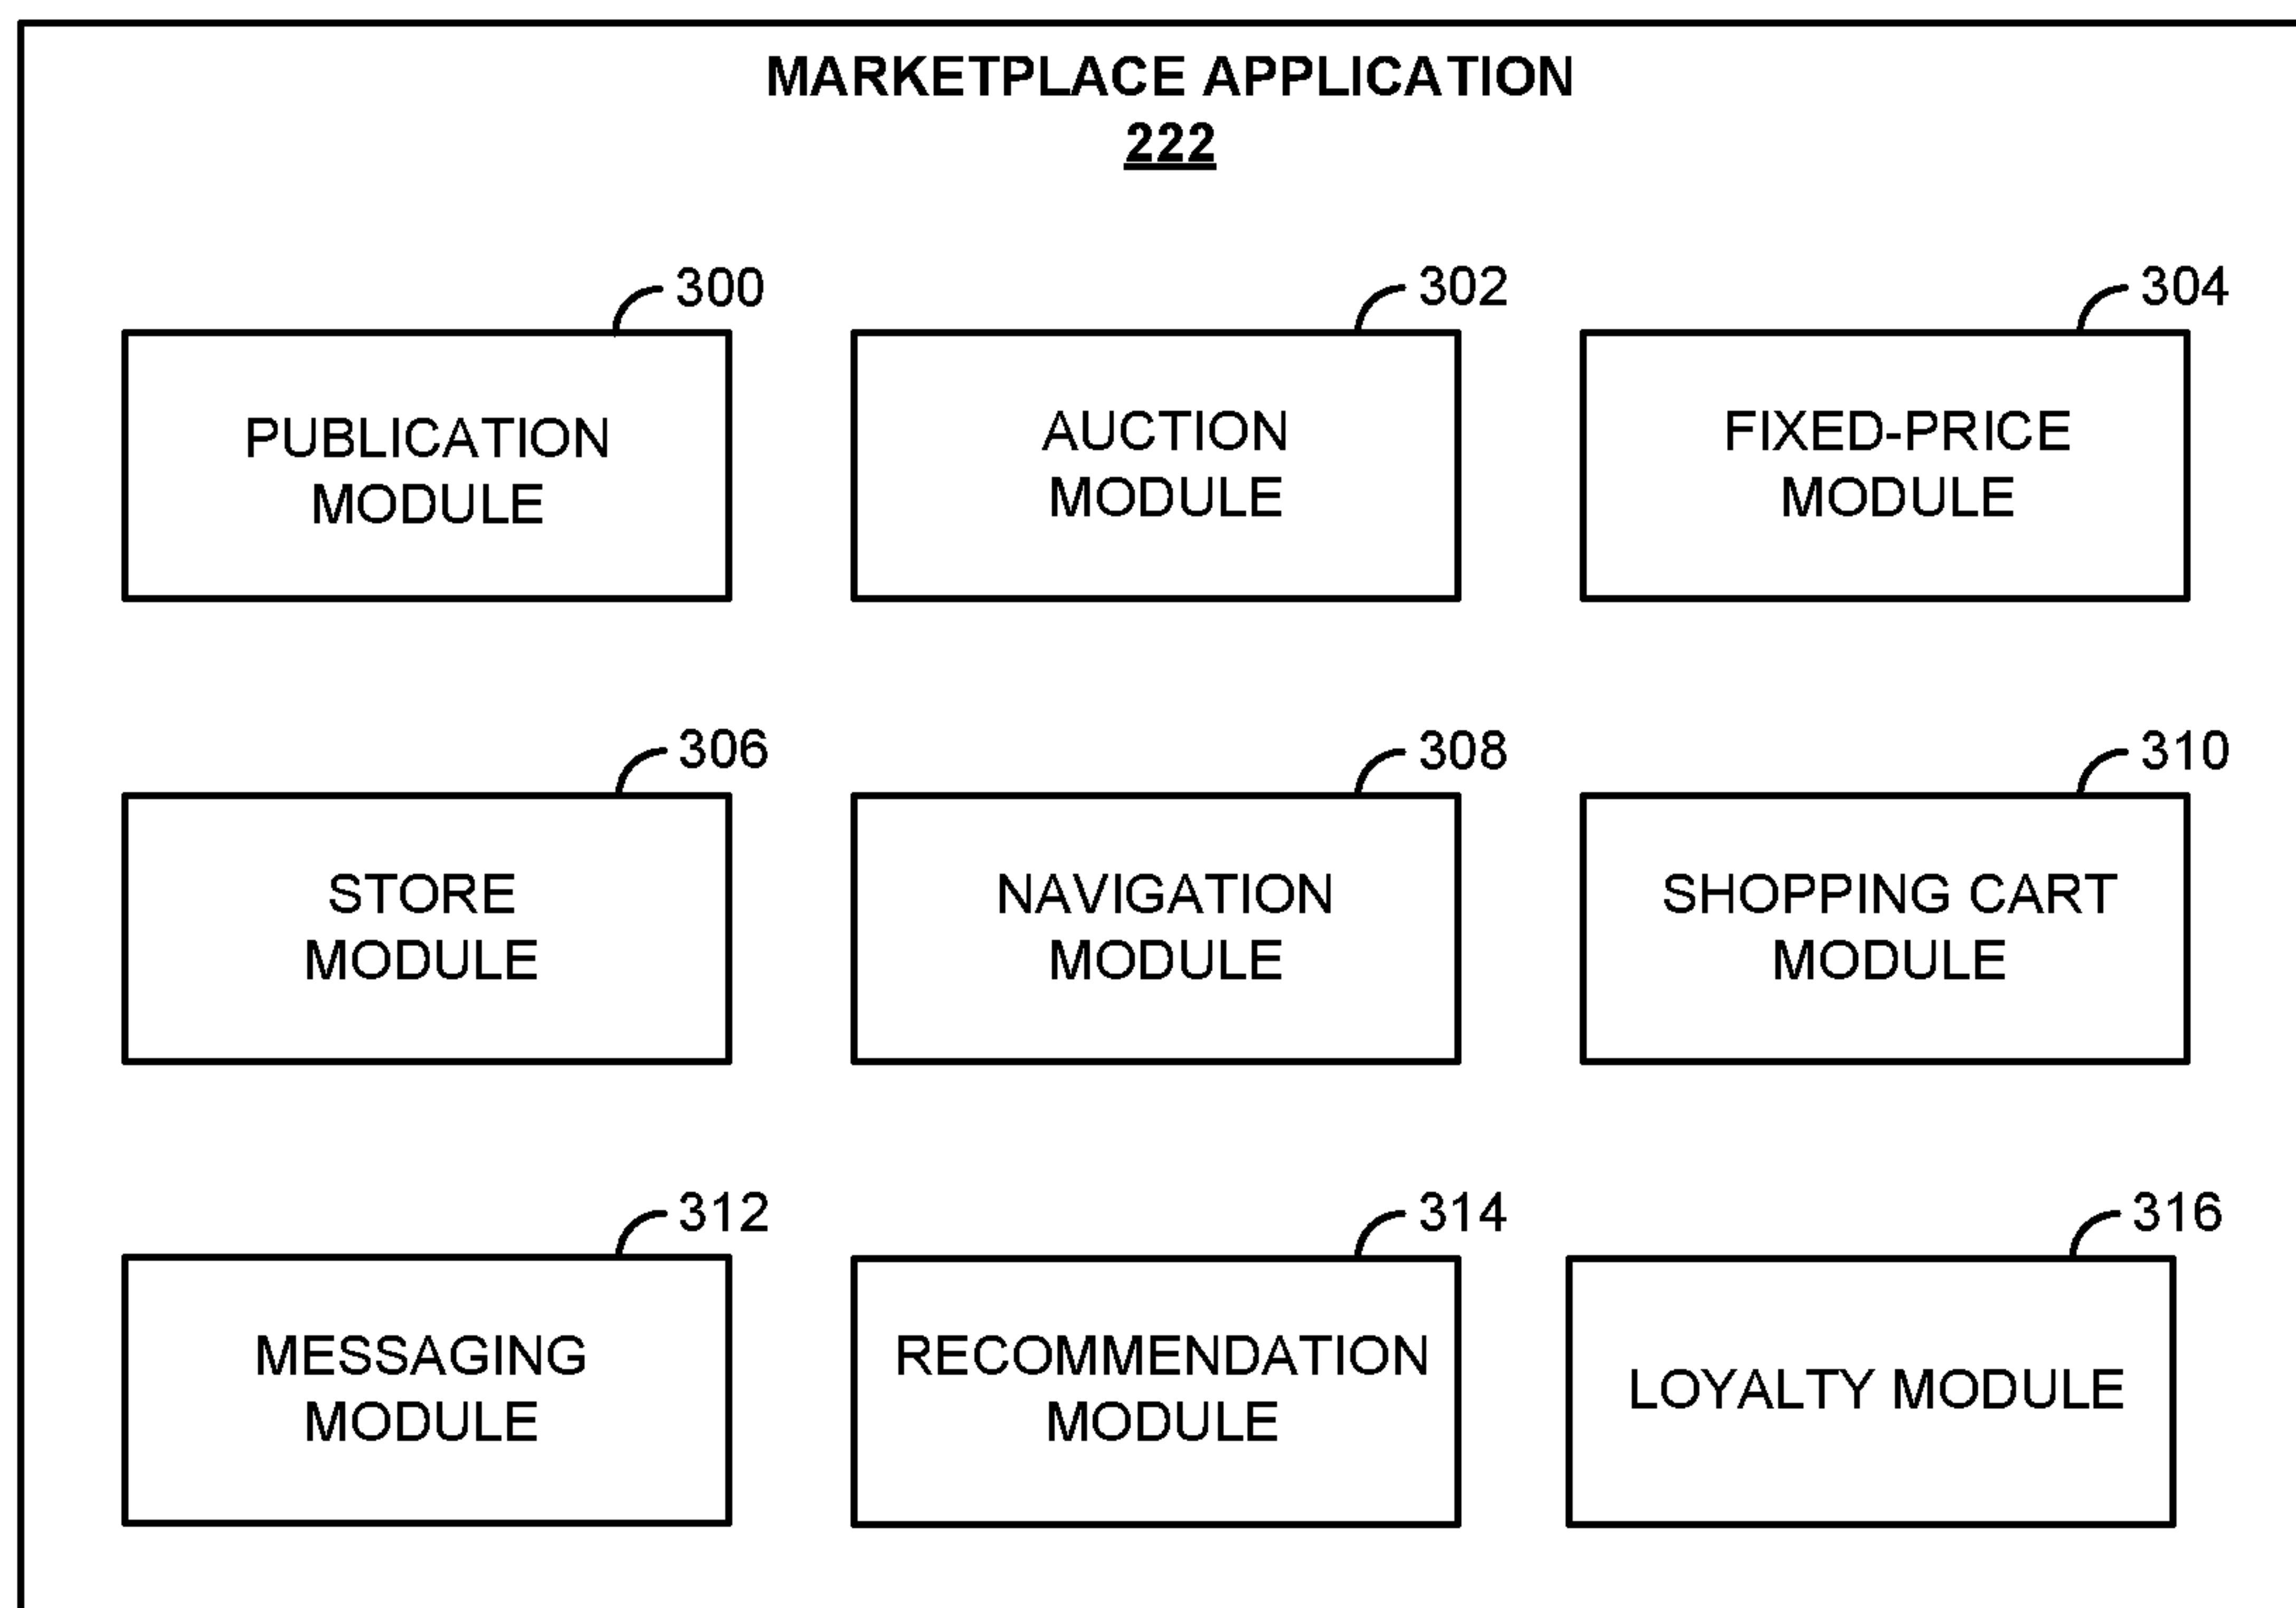 MARKETPLACE APPLICATION
222
300
302
304
PUBLICATION
MODULE
AUCTION
MODULE
FIXED-PRICE
MODULE
306
308
310
STORE
MODULE
NAVIGATION
MODULE
SHOPPING CART
MODULE
312
314
316
MESSAGING
MODULE
RECOMMENDATION
MODULE
LOYALTY MODULE